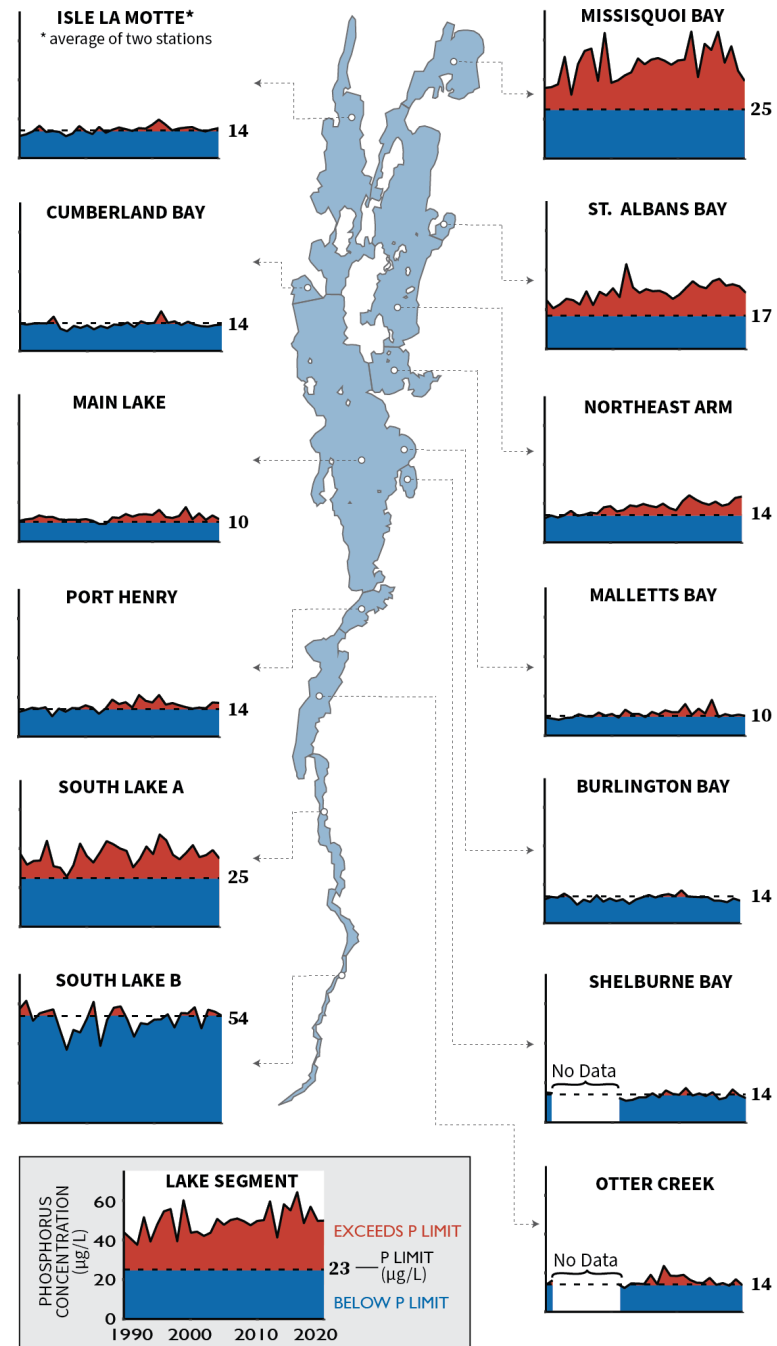 ISLE LA MOTTE*
* average of two stations
14
CUMBERLAND BAY
14
MAIN LAKE
10
PORT HENRY
14
SOUTH LAKE A
25
SOUTH LAKE B
54
MISSISQUOI BAY
25
ST. ALBANS BAY
17
NORTHEAST ARM
14
MALLETTS BAY
10
BURLINGTON BAY
14
SHELBURNE BAY
No Data
14
OTTER CREEK
No Data
14
LAKE SEGMENT
PHOSPHORUS
CONCENTRATION
(µg/L)
60
40
20
0
1990 2000 2010 2020
EXCEEDS P LIMIT
23 P LIMIT
(µg/L)
BELOW P LIMIT